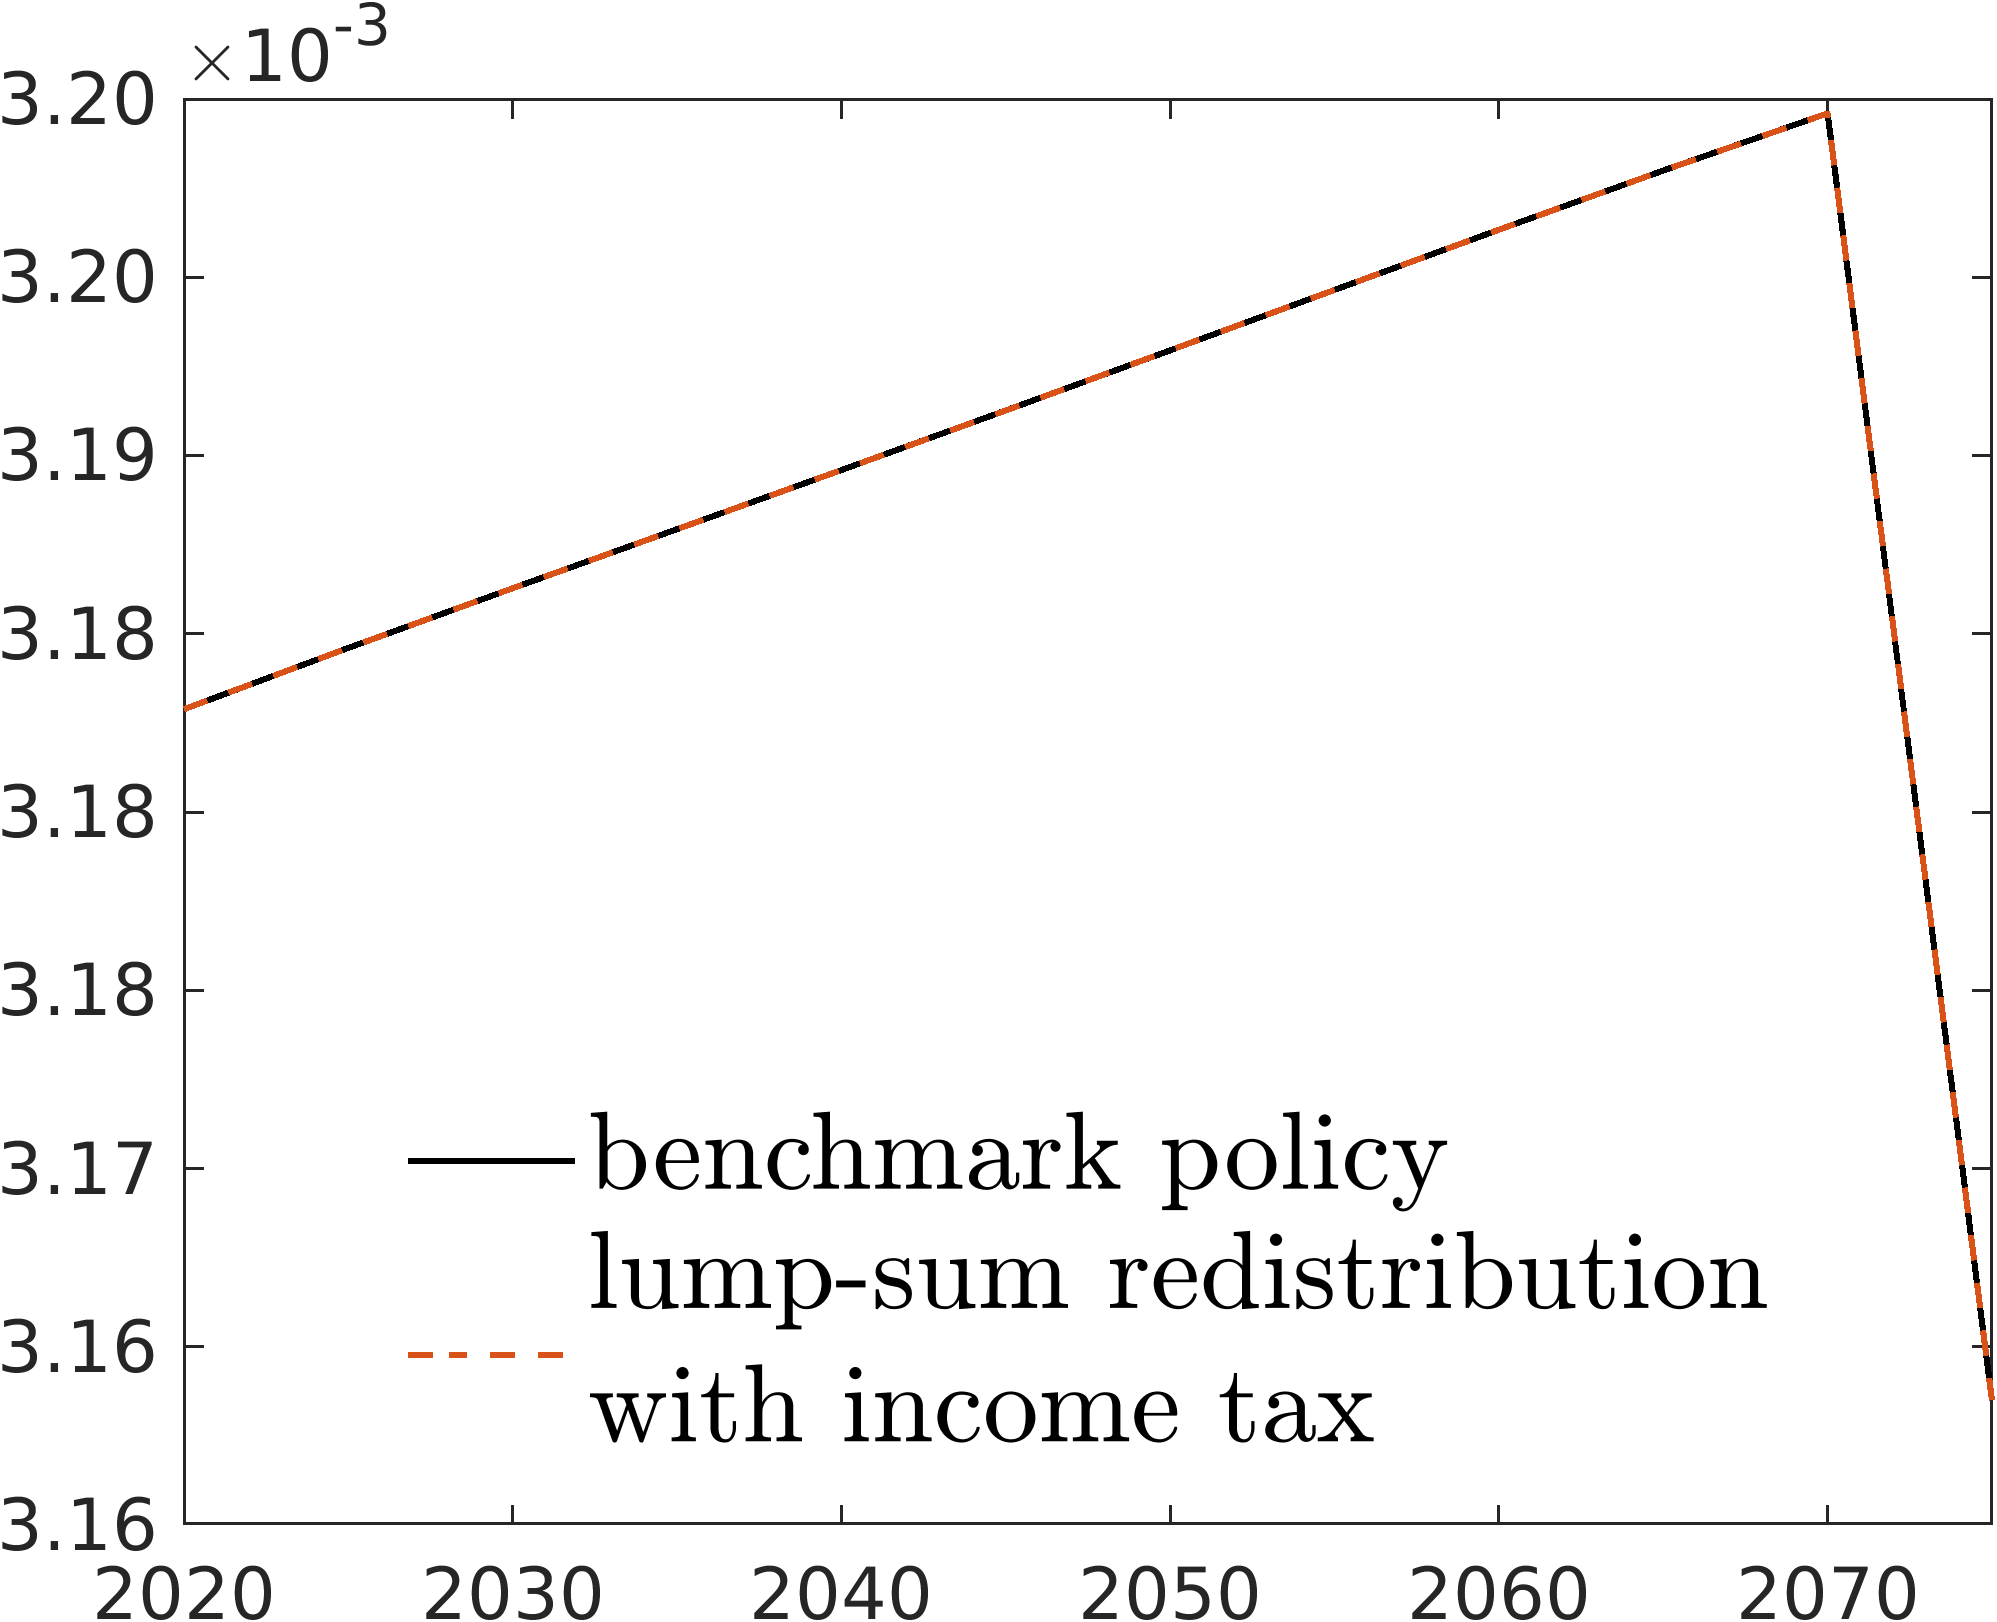 ×10-3
3.20
3.20
3.19
3.18
3.18
3.18
3.17
3.16
3.16
benchmark policy
lump-sum redistribution
with income tax
2020 2030 2040 2050 2060 2070